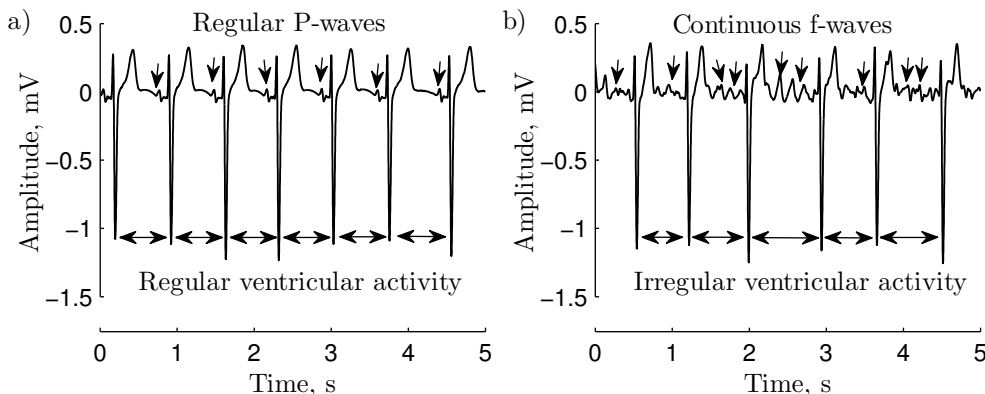 a)
Regular P-waves
0.5
0
−0.5
−1
−1.5
Amplitude, mV
Regular ventricular activity
0 1 2 3 4 5
Time, s
b)
Continuous f-waves
0.5
0
−0.5
−1
−1.5
Amplitude, mV
Irregular ventricular activity
0 1 2 3 4 5
Time, s